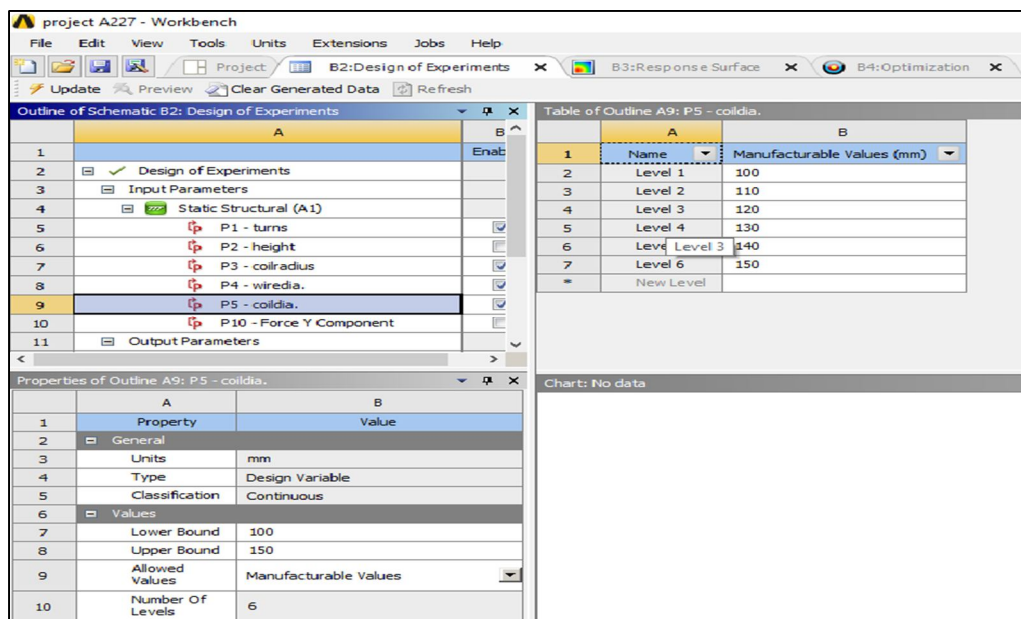 project A227 - Workbench
File Edit View Tools Units Extensions Jobs Help
Project B2:Design of Experiments B3:Response Surface B4:Optimization
Update Preview Clear Generated Data Refresh
Outline of Schematic B2: Design of Experiments
A B
1 Enab
2 Design of Experiments
3 Input Parameters
4 Static Structural (A1)
5 P1 - turns
6 P2 - height
7 P3 - coilradius
8 P4 - wiredia.
9 P5 - coildia.
10 P10 - Force Y Component
11 Output Parameters
Properties of Outline A9: P5 - coildia.
A B
1 Property Value
2 General
3 Units mm
4 Type Design Variable
5 Classification Continuous
6 Values
7 Lower Bound 100
8 Upper Bound 150
9 Allowed Values Manufacturable Values
10 Number Of Levels 6
Table of Outline A9: P5 - coildia.
A B
1 Name Manufacturable Values (mm)
2 Level 1 100
3 Level 2 110
4 Level 3 120
5 Level 4 130
6 Leve Level 3 140
7 Level 6 150
* New Level
Chart: No data